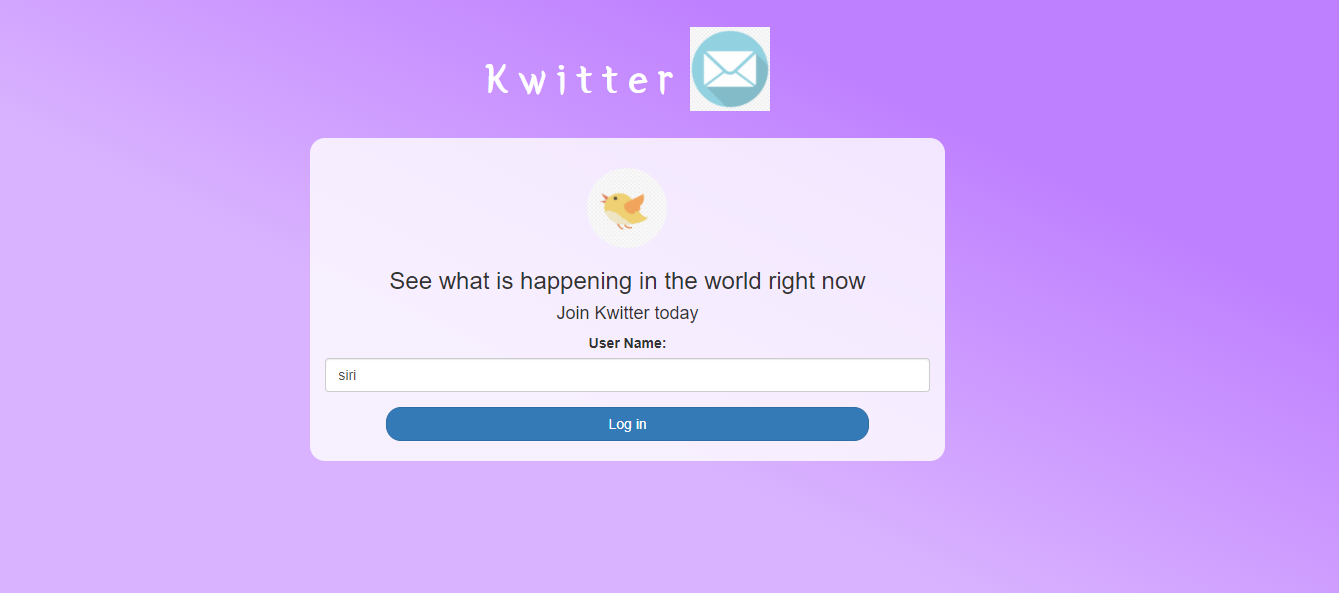 Kwitter
See what is happening in the world right now
Join Kwitter today
User Name:
siri
Log in